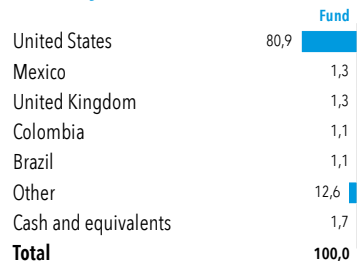 Fund
United States 80,9
Mexico 1,3
United Kingdom 1,3
Colombia 1,1
Brazil 1,1
Other 12,6
Cash and equivalents 1,7
Total 100,0